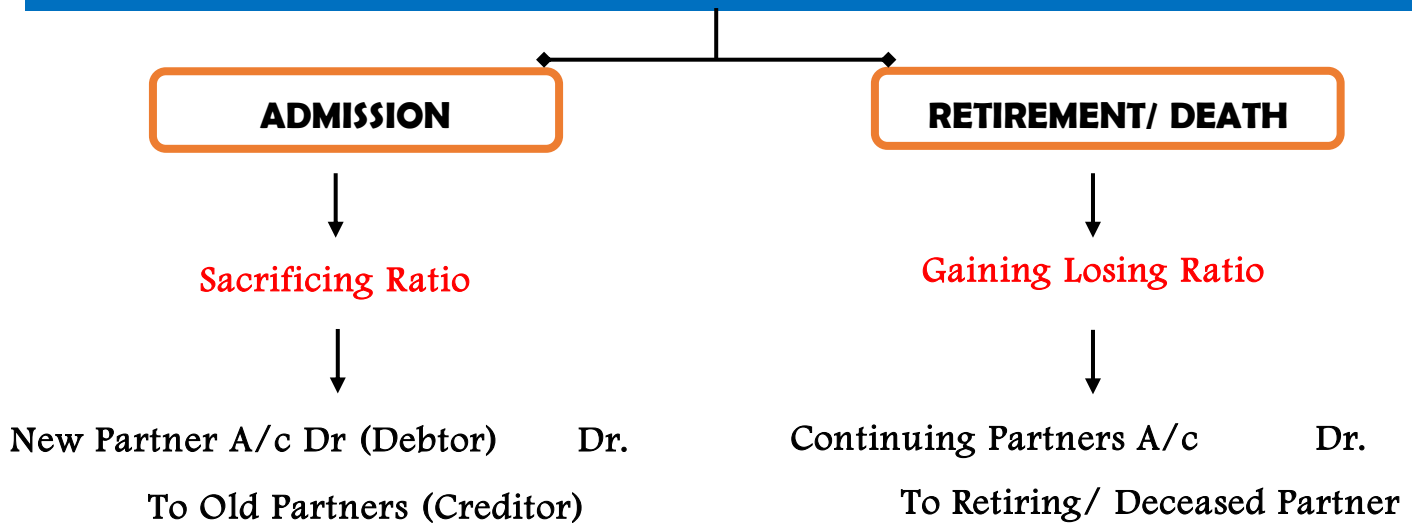 ADMISSION
Sacrificing Ratio
New Partner A/c Dr (Debtor) Dr.
To Old Partners (Creditor)
RETIREMENT/ DEATH
Gaining Losing Ratio
Continuing Partners A/c Dr.
To Retiring/ Deceased Partner